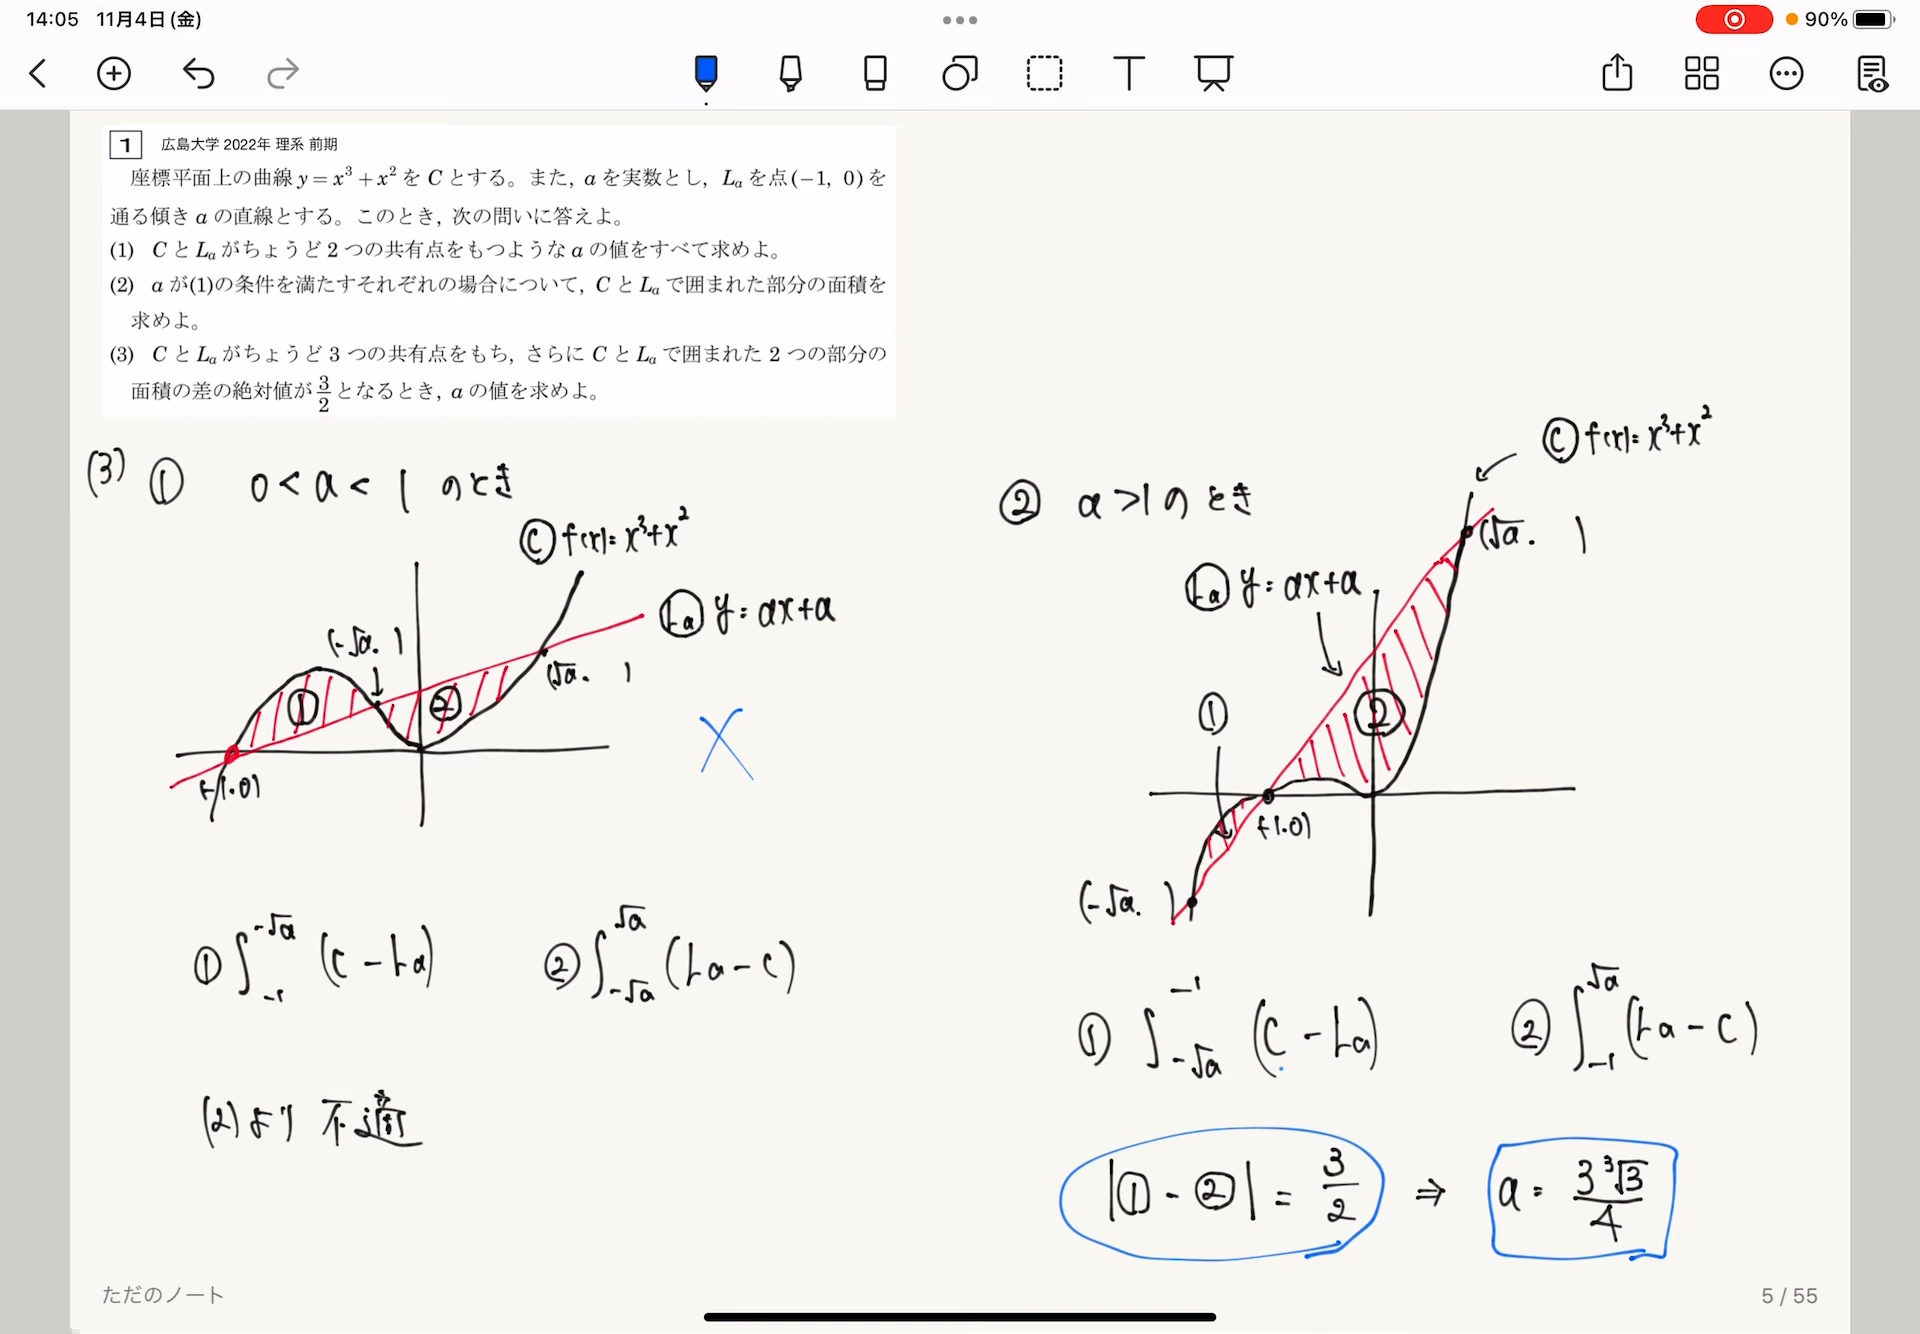 14:05 11月4日(金)
90%
1 広島大学 2022年 理系 前期
座標平面上の曲線 y=x³+x² を C とする。また, a を実数とし, Lₐ を点(−1, 0)を
通る傾き a の直線とする。このとき, 次の問いに答えよ。
(1) C と Lₐ がちょうど 2 つの共有点をもつような a の値をすべて求めよ。
(2) a が(1)の条件を満たすそれぞれの場合について, C と Lₐ で囲まれた部分の面積を
求めよ。
(3) C と Lₐ がちょうど 3 つの共有点をもち, さらに C と Lₐ で囲まれた 2 つの部分の
面積の差の絶対値が 3/2 となるとき, a の値を求めよ。
(3) ① 0 < a < 1 のとき
Ⓒ f(x)=x³+x²
La y=ax+a
(-√a. )
① ②
(√a. )
(-1.0)
①∫₋₁^-√a (C-La) ②∫₋√a^√a (La-C)
(2)より 不適
② a>1 のとき
Ⓒ f(x)=x³+x²
(√a. )
La y=ax+a
① ②
(-1.0)
(-√a. )
①∫₋√a^-1 (C-La) ②∫₋₁^√a (La-C)
|①-②|=3/2 ⇒ a=3³√3/4
ただのノート
5 / 55